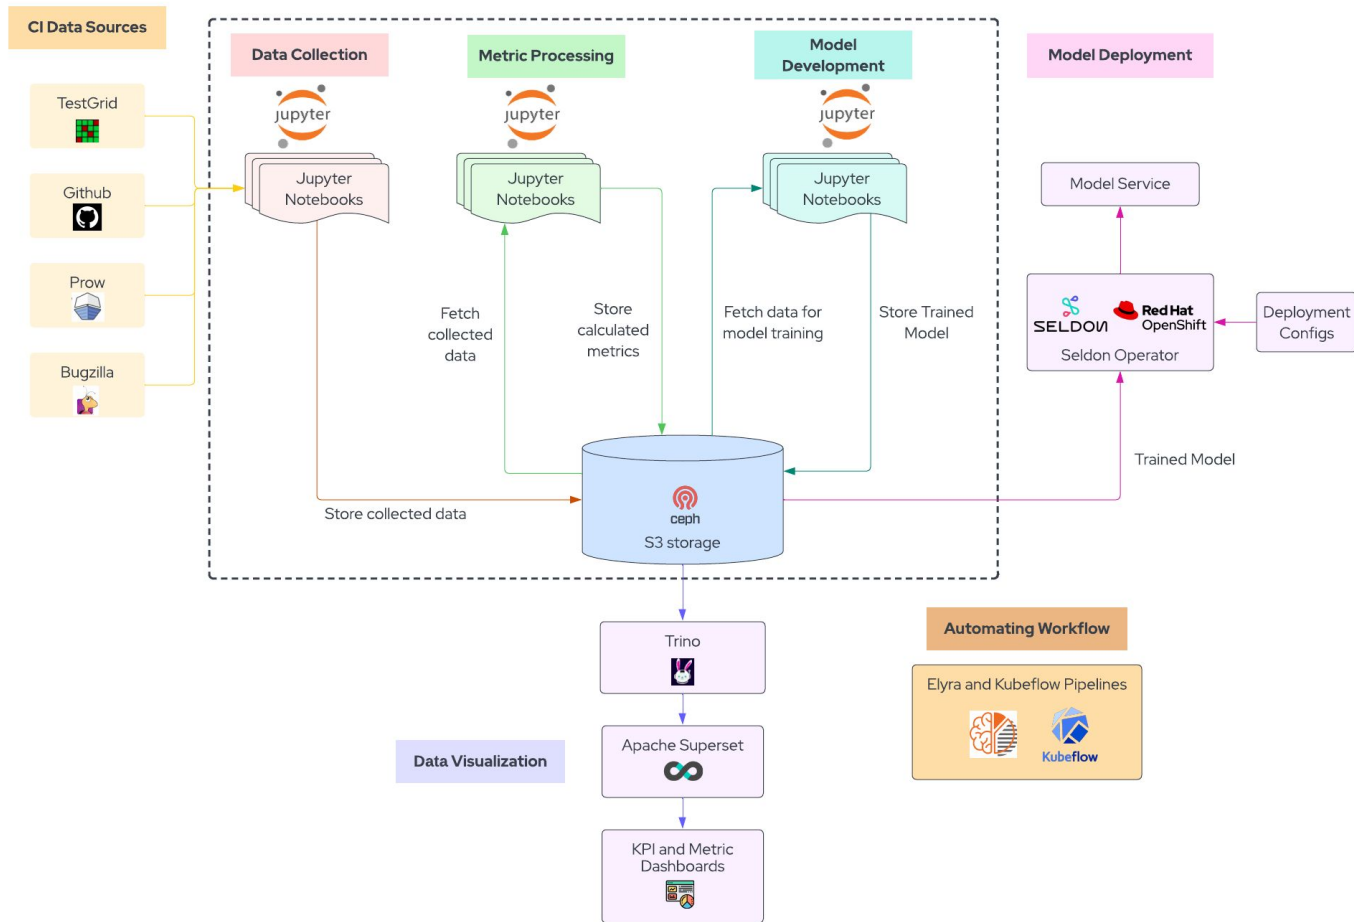 CI Data Sources
TestGrid
Github
Prow
Bugzilla
Data Collection
jupyter
Jupyter
Notebooks
Store collected data
Metric Processing
jupyter
Jupyter
Notebooks
Fetch
collected
data
Store
calculated
metrics
Model
Development
jupyter
Jupyter
Notebooks
Fetch data for
model training
Store Trained
Model
ceph
S3 storage
Model Deployment
Model Service
SELDON
Red Hat
OpenShift
Seldon Operator
Deployment
Configs
Trained Model
Data Visualization
Trino
Apache Superset
KPI and Metric
Dashboards
Automating Workflow
Elyra and Kubeflow Pipelines
Kubeflow